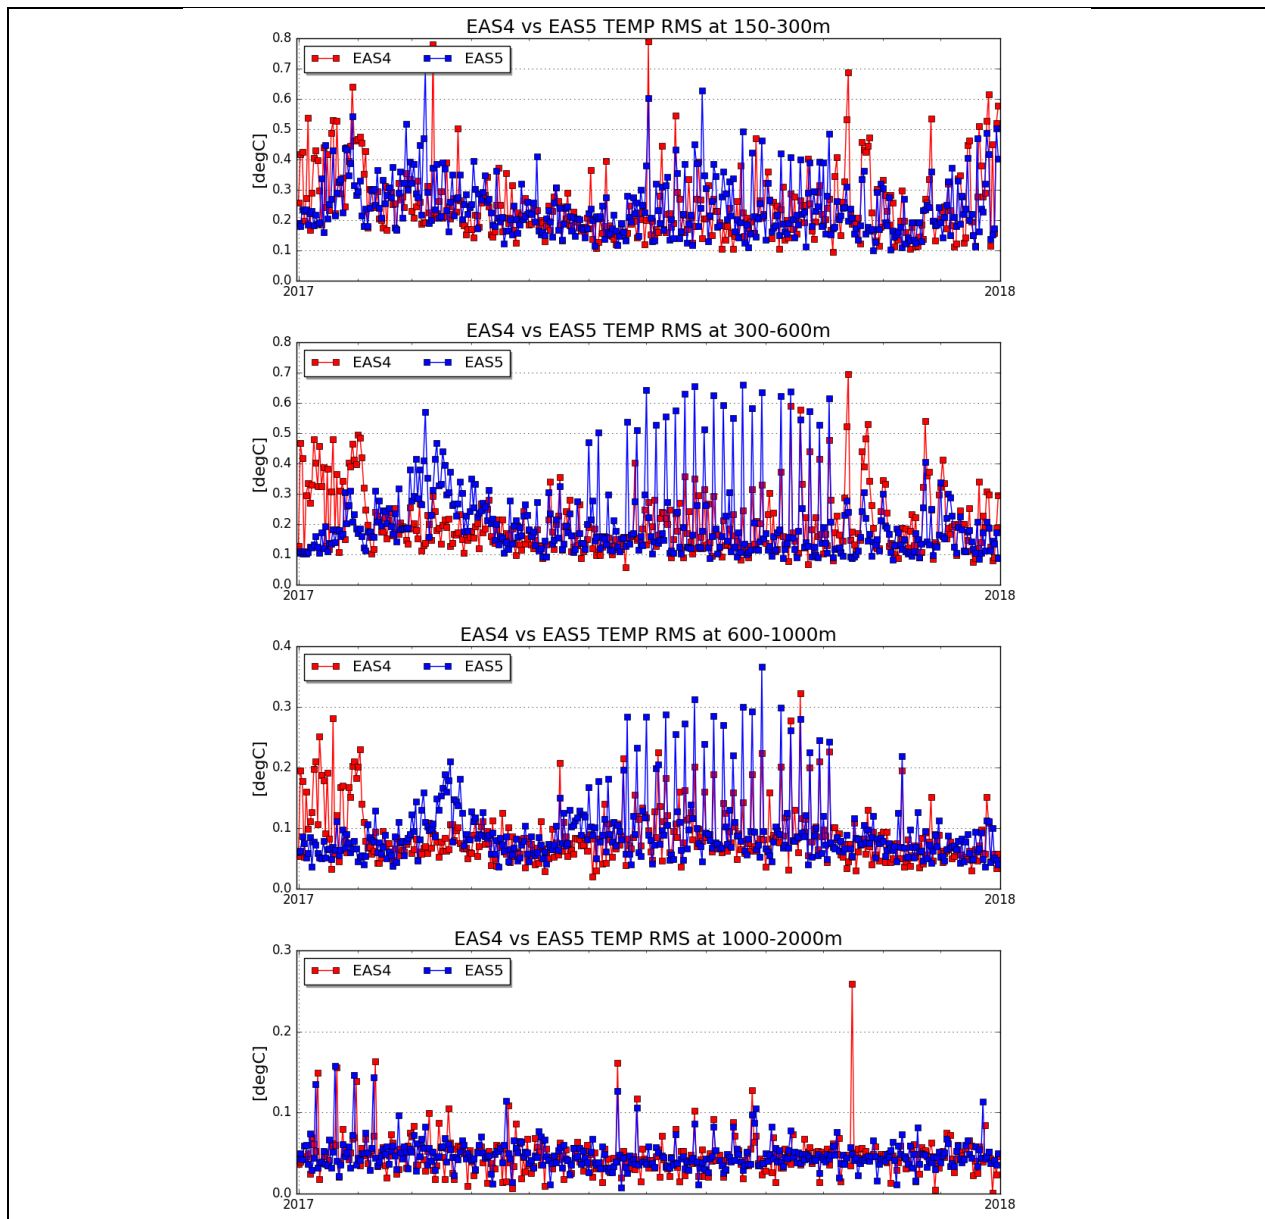 EAS4 vs EAS5 TEMP RMS at 150-300m
0.8
0.7
0.6
0.5
0.4
0.3
0.2
0.1
0.0
[degC]
EAS4 EAS5
2017 2018
EAS4 vs EAS5 TEMP RMS at 300-600m
0.8
0.7
0.6
0.5
0.4
0.3
0.2
0.1
0.0
[degC]
EAS4 EAS5
2017 2018
EAS4 vs EAS5 TEMP RMS at 600-1000m
0.4
0.3
0.2
0.1
0.0
[degC]
EAS4 EAS5
2017 2018
EAS4 vs EAS5 TEMP RMS at 1000-2000m
0.3
0.2
0.1
0.0
[degC]
EAS4 EAS5
2017 2018